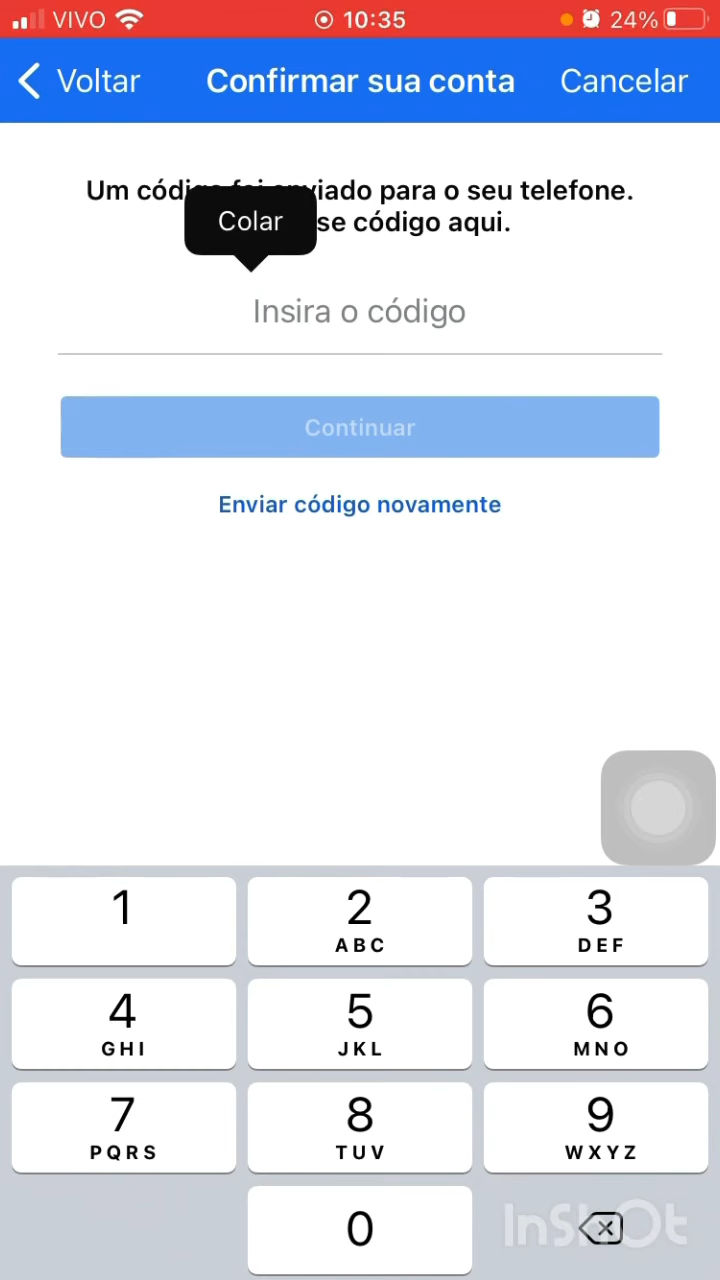 VIVO 10:35 24%
Voltar Confirmar sua conta Cancelar
Um código foi enviado para o seu telefone.
se código aqui.
Colar
Insira o código
Continuar
Enviar código novamente
1 2 3
ABC DEF
4 5 6
GHI JKL MNO
7 8 9
PQRS TUV WXYZ
0
InShOt